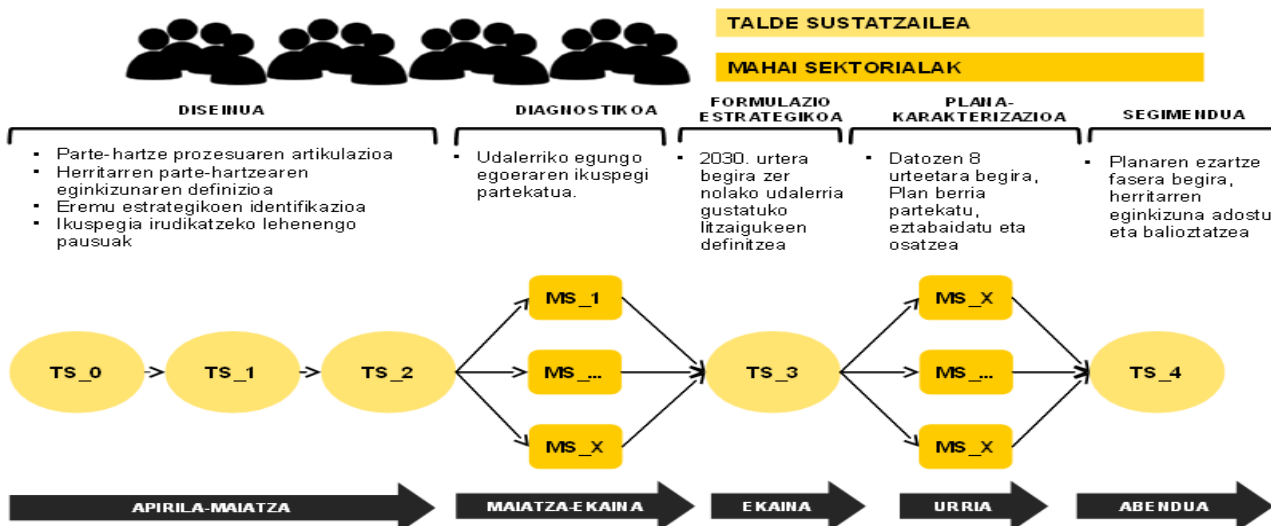 TALDE SUSTATZAILEA
MAHAI SEKTORIALAK
DISEINUA
▪ Parte-hartze prozesuaren artikulazioa
▪ Herritarren parte-hartzearen
eginkizunaren definizioa
▪ Eremu estrategikoen identifikazioa
▪ Ikuspegia irudikatzeko lehenengo
pausuak
DIAGNOSTIKOA
▪ Udalerriko egungo
egoeraren ikuspegi
partekatua.
FORMULAZIO
ESTRATEGIKOA
▪ 2030. urtera
begira zer
nolako udalerria
gustatuko
litzaigukeen
definitzea
PLANA-
KARAKTERIZAZIOA
▪ Datozen 8
urteetara begira,
Plan berria
partekatu,
eztabaidatu eta
osatzea
SEGIMENDUA
▪ Planaren ezartze
fasera begira,
herritarren
eginkizuna adostu
eta balioztatzea
TS_0
TS_1
TS_2
MS_1
MS_...
MS_X
TS_3
MS_X
MS_...
MS_X
TS_4
APIRILA-MAIATZA
MAIATZA-EKAINA
EKAINA
URRIA
ABENDUA